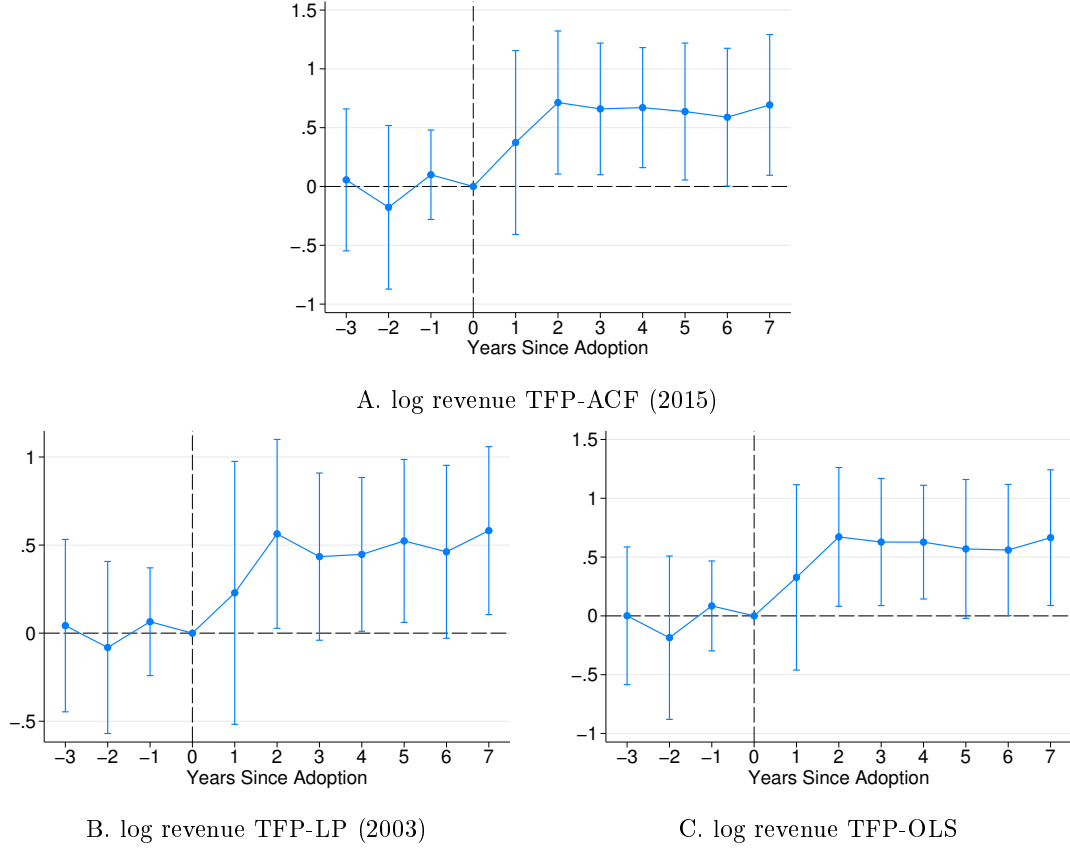 1.5
1
.5
0
−.5
−1
−3 −2 −1 0 1 2 3 4 5 6 7
Years Since Adoption
A. log revenue TFP-ACF (2015)
1
.5
0
−.5
−3 −2 −1 0 1 2 3 4 5 6 7
Years Since Adoption
B. log revenue TFP-LP (2003)
1.5
1
.5
0
−.5
−1
−3 −2 −1 0 1 2 3 4 5 6 7
Years Since Adoption
C. log revenue TFP-OLS